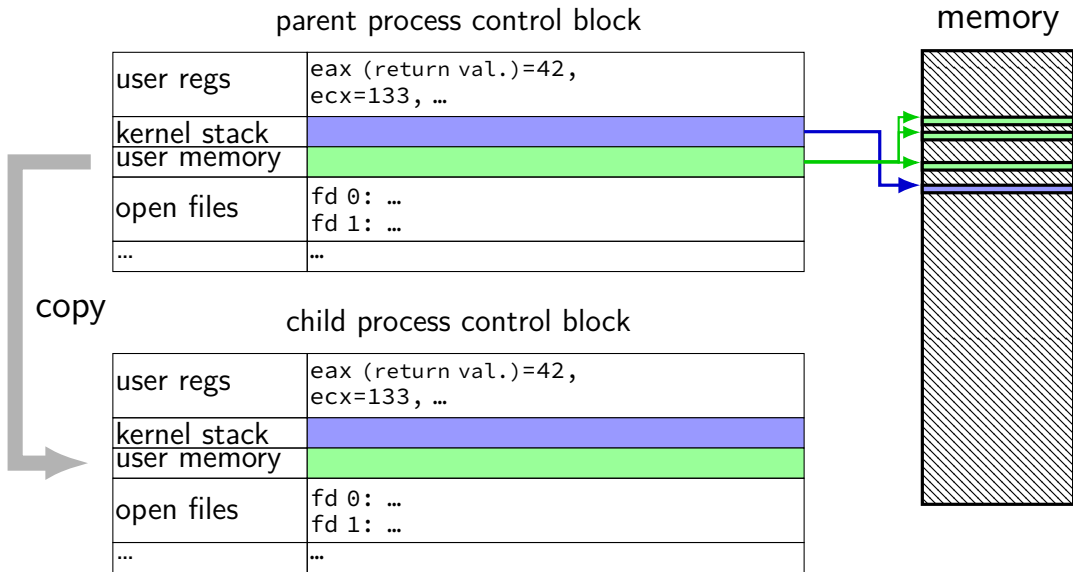 parent process control block
memory
user regs
eax (return val.)=42,
ecx=133, …
kernel stack
user memory
open files
fd 0: …
fd 1: …
… …
copy
child process control block
user regs
eax (return val.)=42,
ecx=133, …
kernel stack
user memory
open files
fd 0: …
fd 1: …
… …